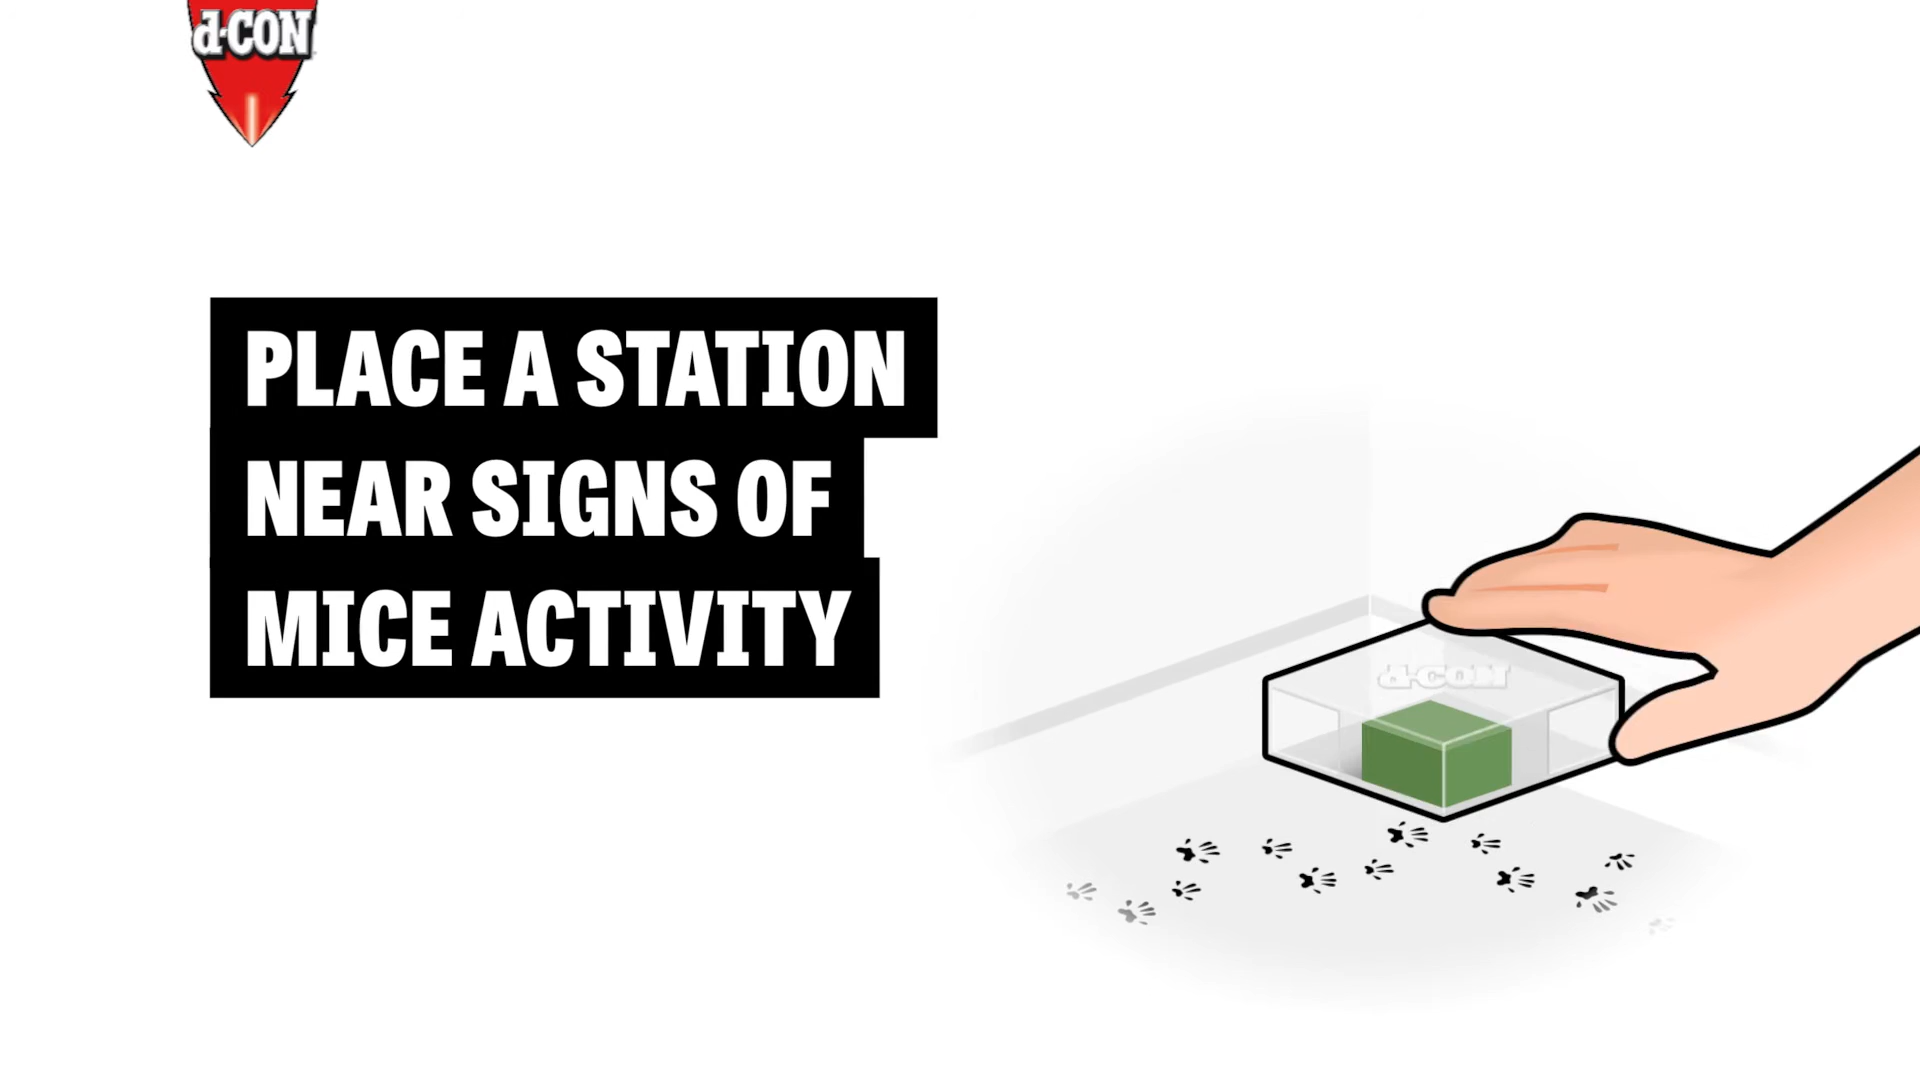 d-CON
PLACE A STATION
NEAR SIGNS OF
MICE ACTIVITY
d-CON